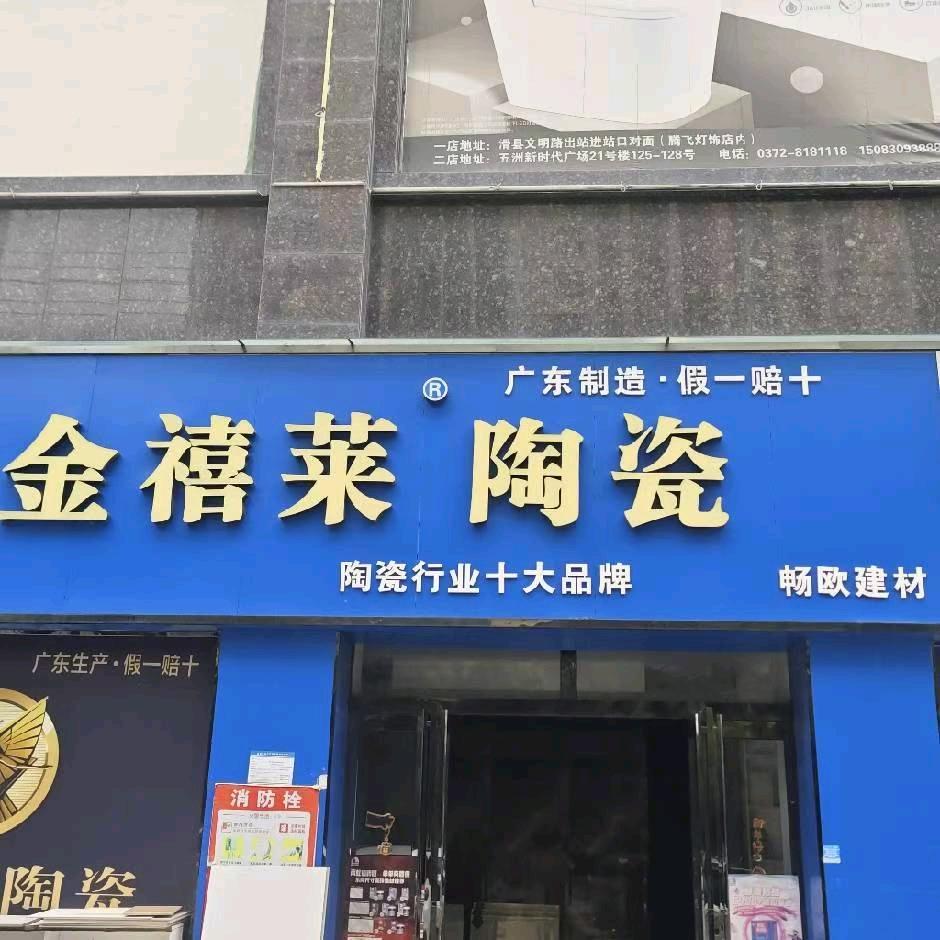 一店地址：滑县文明路出站进站口对面（腾飞灯饰店内）
二店地址：五洲新时代广场21号楼125-128号 电话：0372-8181118 15083093888
广东制造·假一赔十
金禧莱® 陶瓷
陶瓷行业十大品牌
畅欧建材
广东生产·假一赔十
消防栓
陶瓷